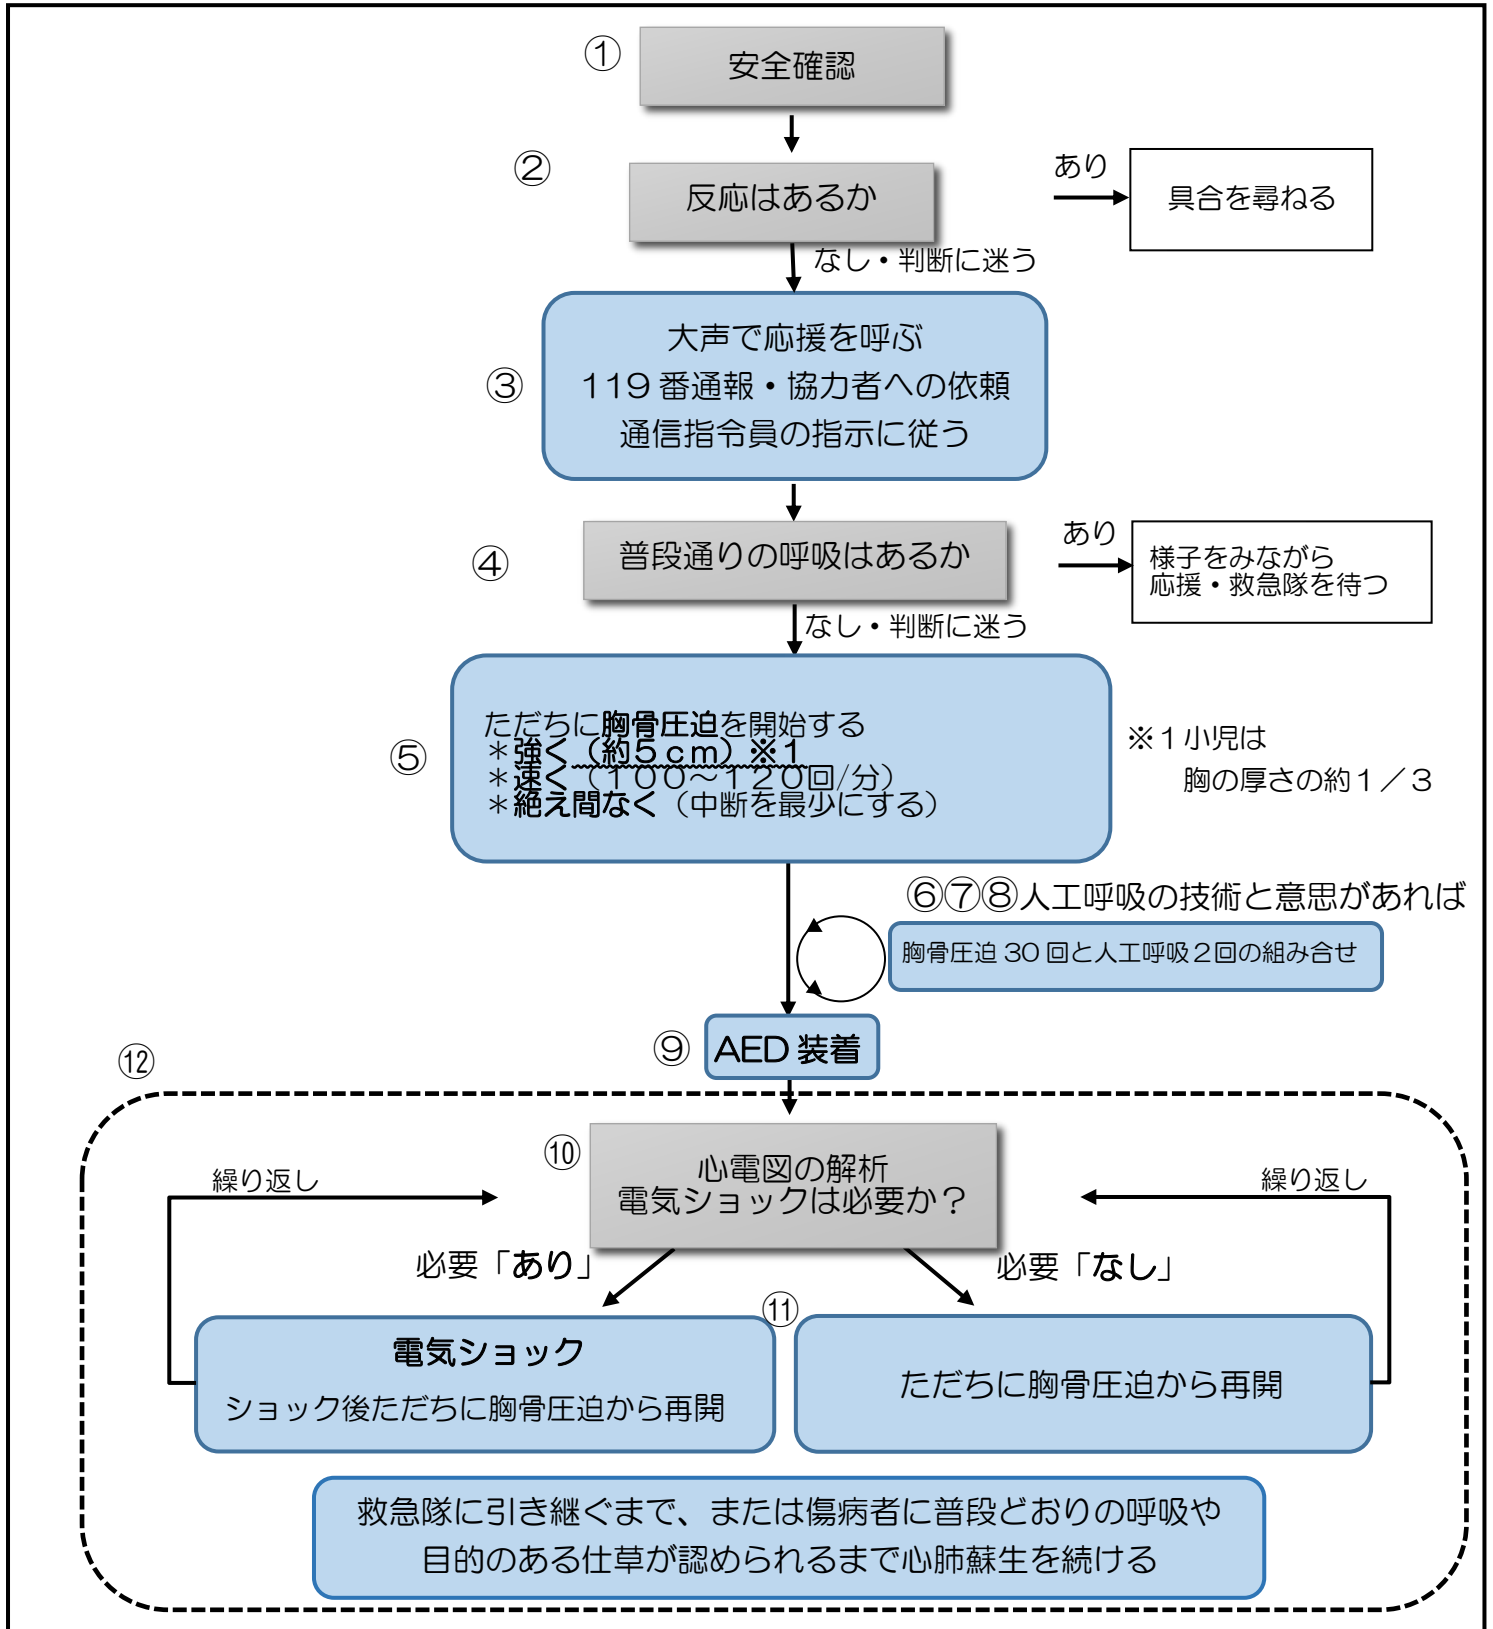 ①
安全確認
②
反応はあるか
あり
具合を尋ねる
なし・判断に迷う
③
大声で応援を呼ぶ
119番通報・協力者への依頼
通信指令員の指示に従う
④
普段通りの呼吸はあるか
あり
様子をみながら
応援・救急隊を待つ
なし・判断に迷う
⑤
ただちに胸骨圧迫を開始する
＊強く（約５ｃｍ）※１
＊速く（１００～１２０回/分）
＊絶え間なく（中断を最少にする）
※１小児は
胸の厚さの約１／３
⑥⑦⑧人工呼吸の技術と意思があれば
胸骨圧迫30回と人工呼吸２回の組み合せ
⑨
AED装着
⑫
⑩
心電図の解析
電気ショックは必要か？
繰り返し
繰り返し
必要「あり」
必要「なし」
⑪
電気ショック
ショック後ただちに胸骨圧迫から再開
ただちに胸骨圧迫から再開
救急隊に引き継ぐまで、または傷病者に普段どおりの呼吸や
目的のある仕草が認められるまで心肺蘇生を続ける